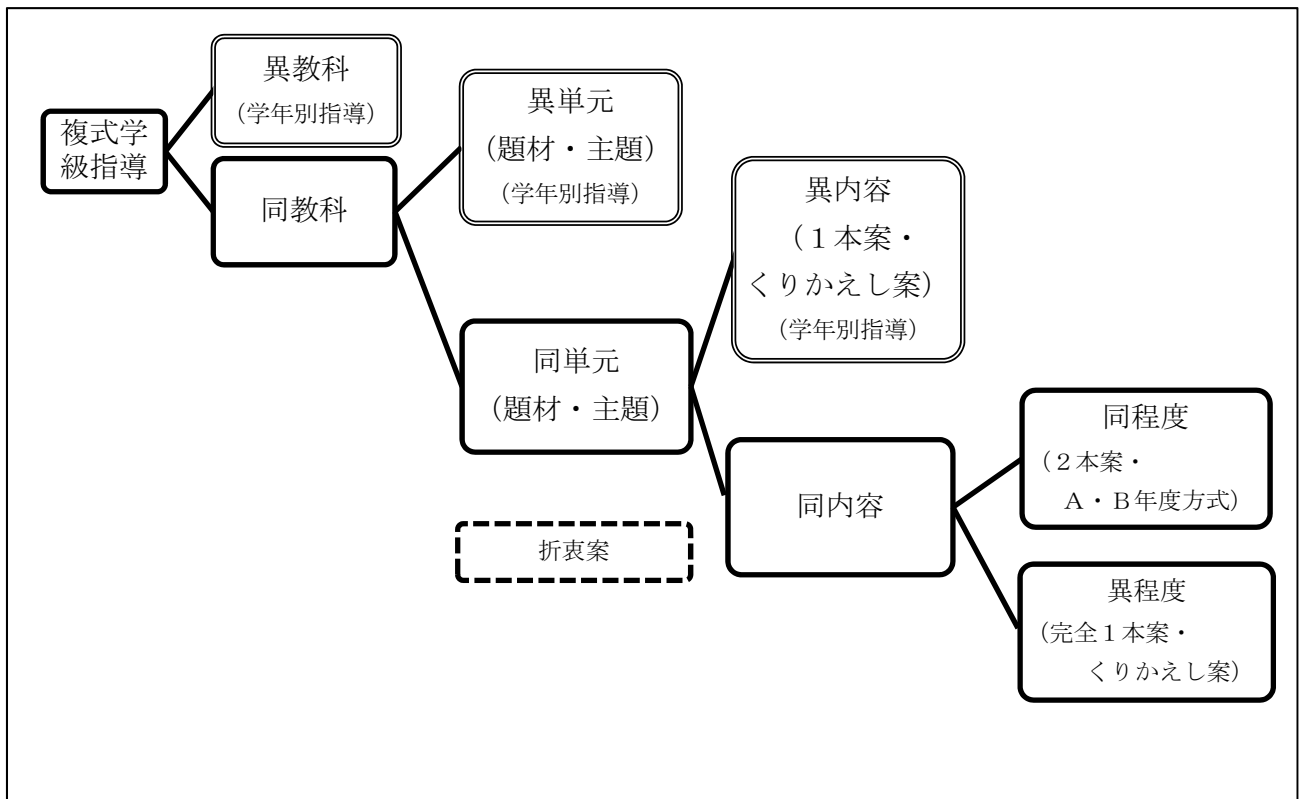 複式学
級指導
異教科
(学年別指導)
同教科
異単元
(題材・主題)
(学年別指導)
同単元
(題材・主題)
折衷案
異内容
(１本案・
くりかえし案)
(学年別指導)
同内容
同程度
(２本案・
Ａ・Ｂ年度方式)
異程度
(完全１本案・
くりかえし案)